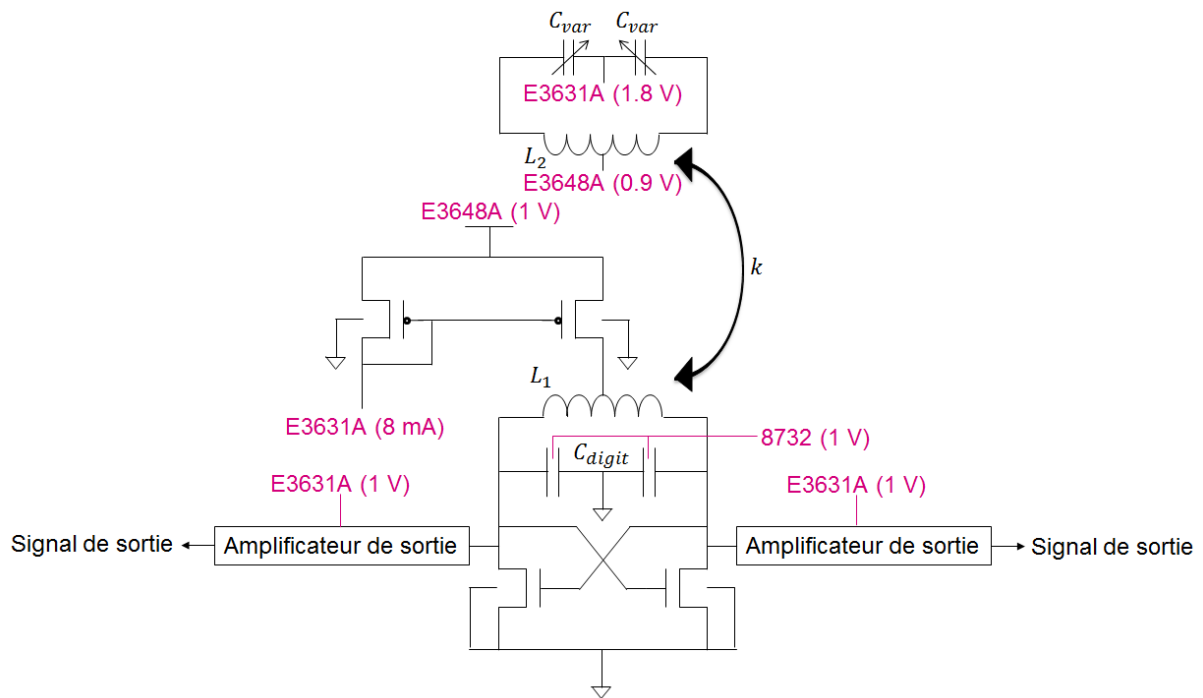 C_var C_var
E3631A (1.8 V)
L_2
E3648A (0.9 V)
E3648A (1 V)
k
L_1
E3631A (8 mA)
8732 (1 V)
C_digit
E3631A (1 V)
E3631A (1 V)
Signal de sortie
Amplificateur de sortie
Amplificateur de sortie
Signal de sortie